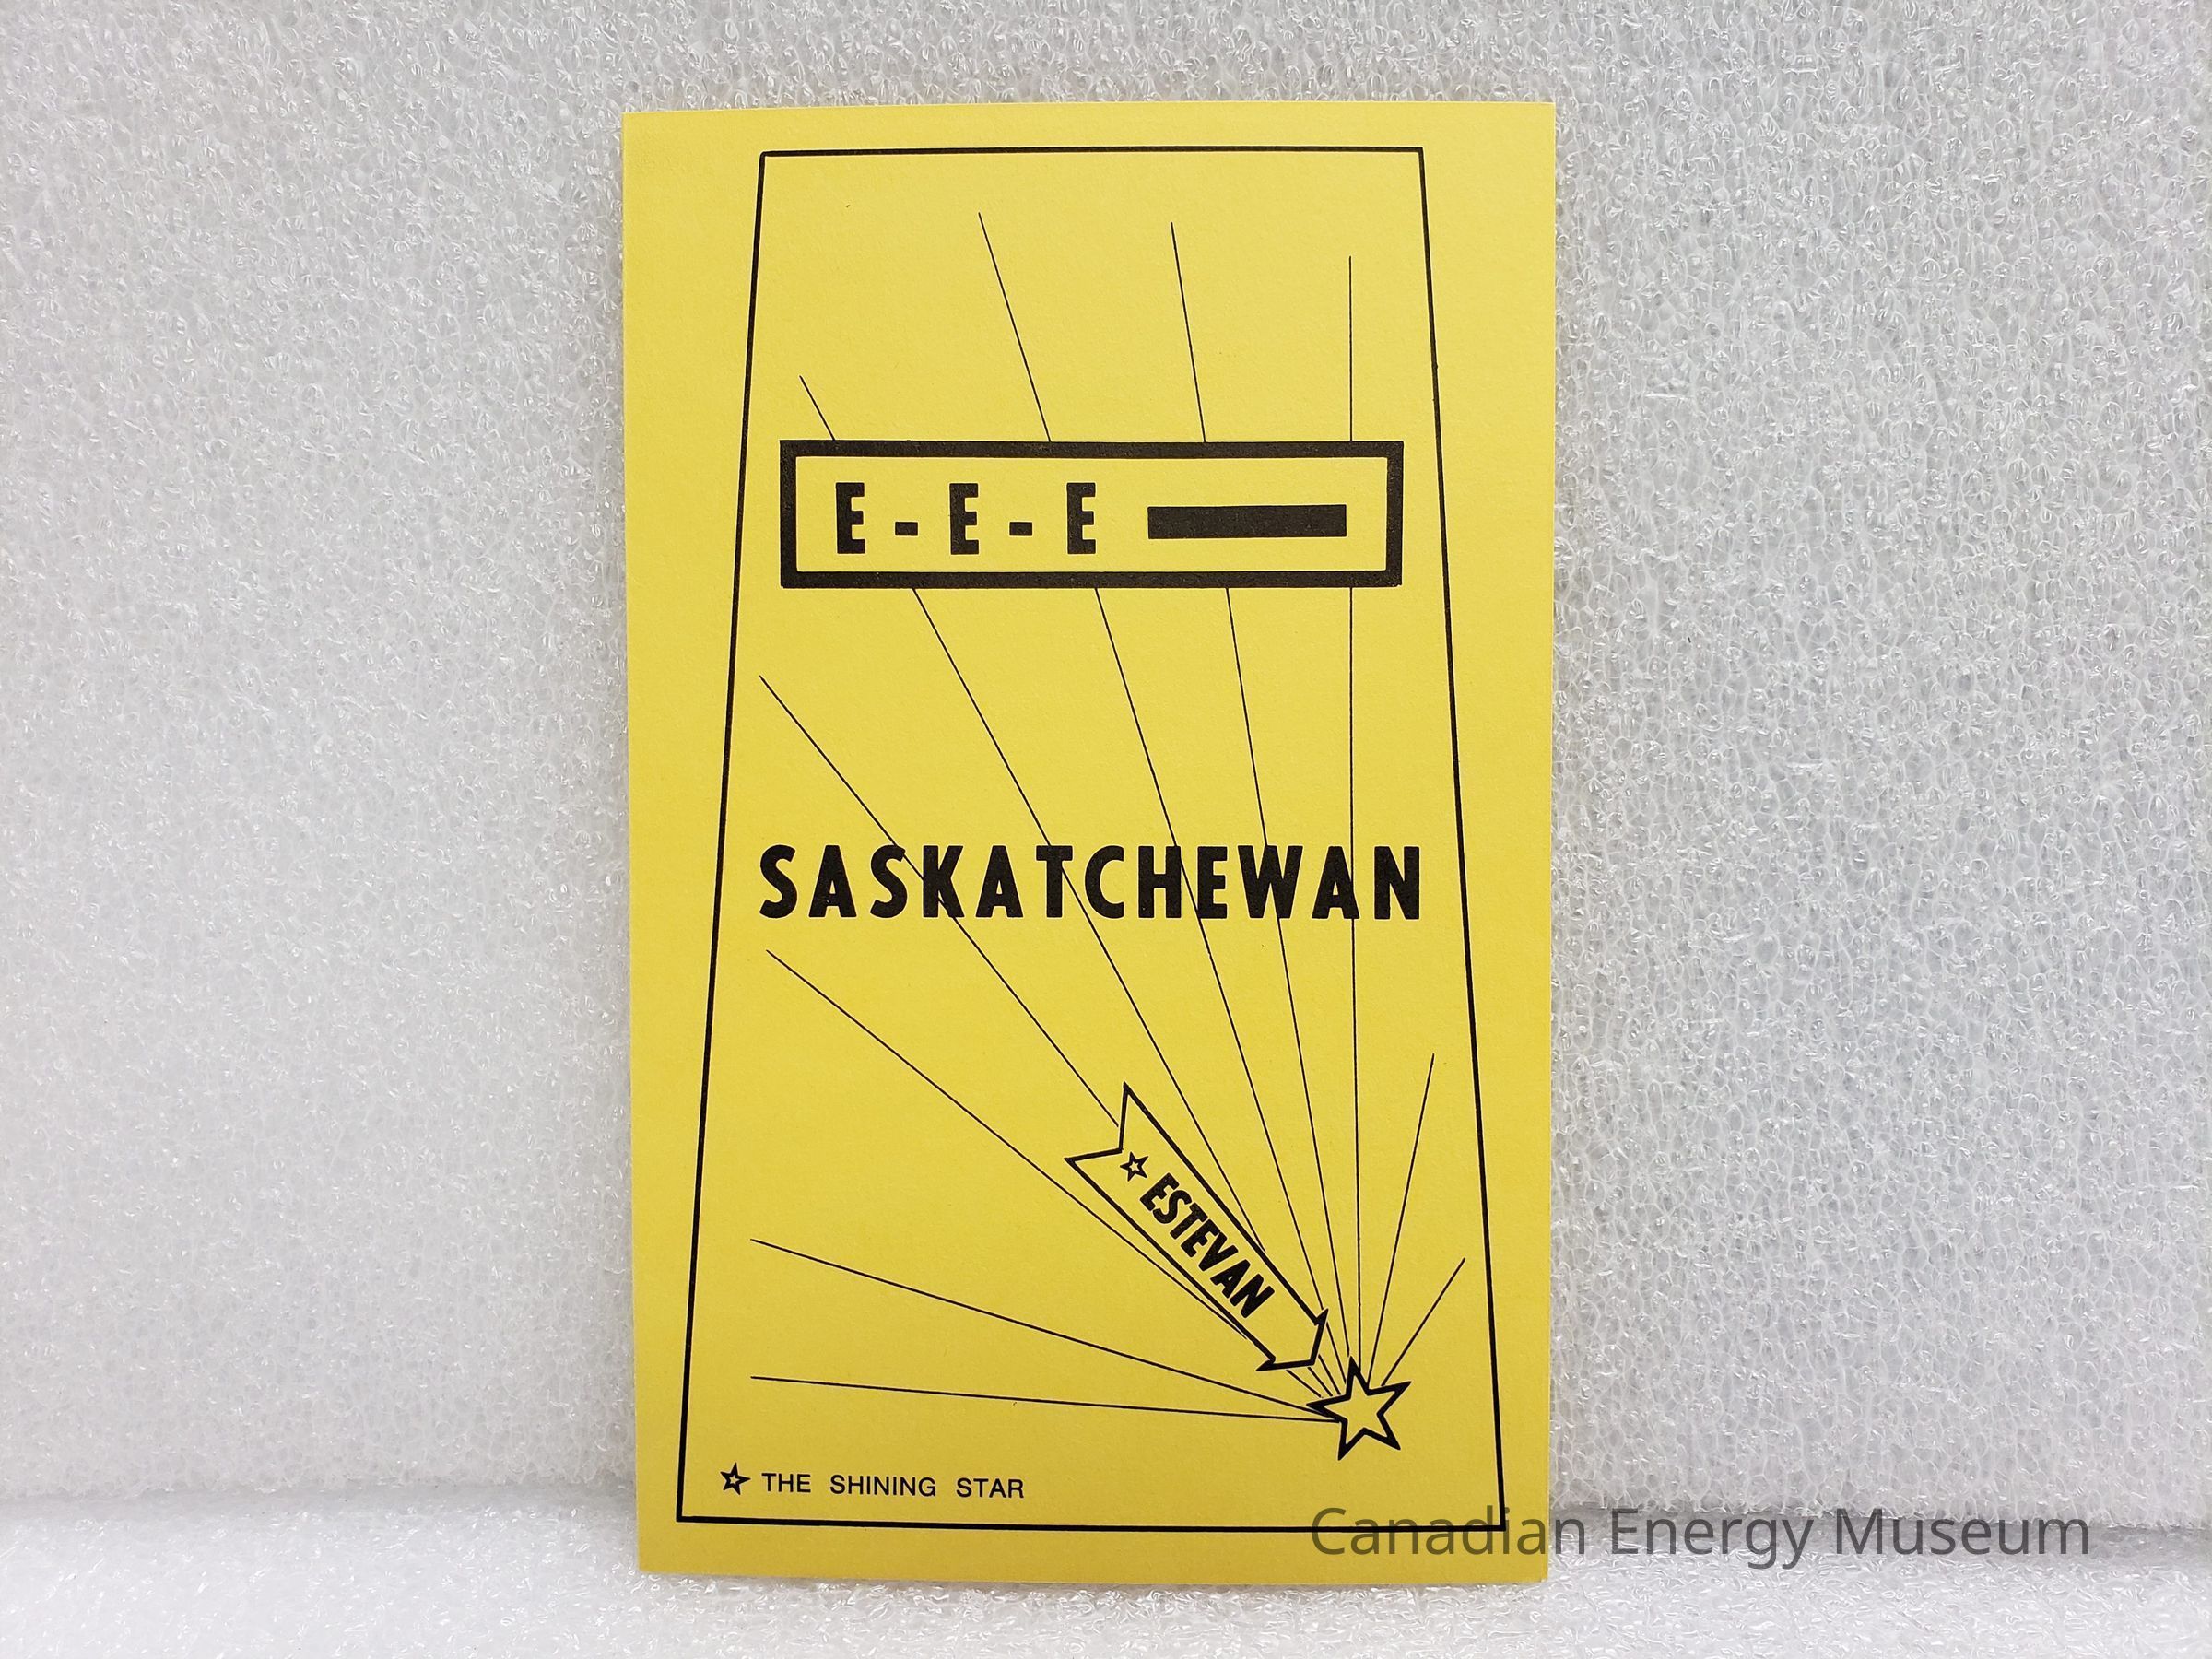 E - E - E
SASKATCHEWAN
ESTEVAN
THE SHINING STAR
Canadian Energy Museum